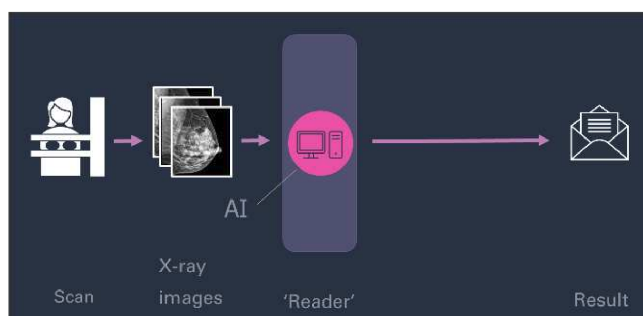 AI
Scan
X-ray
images
'Reader'
Result